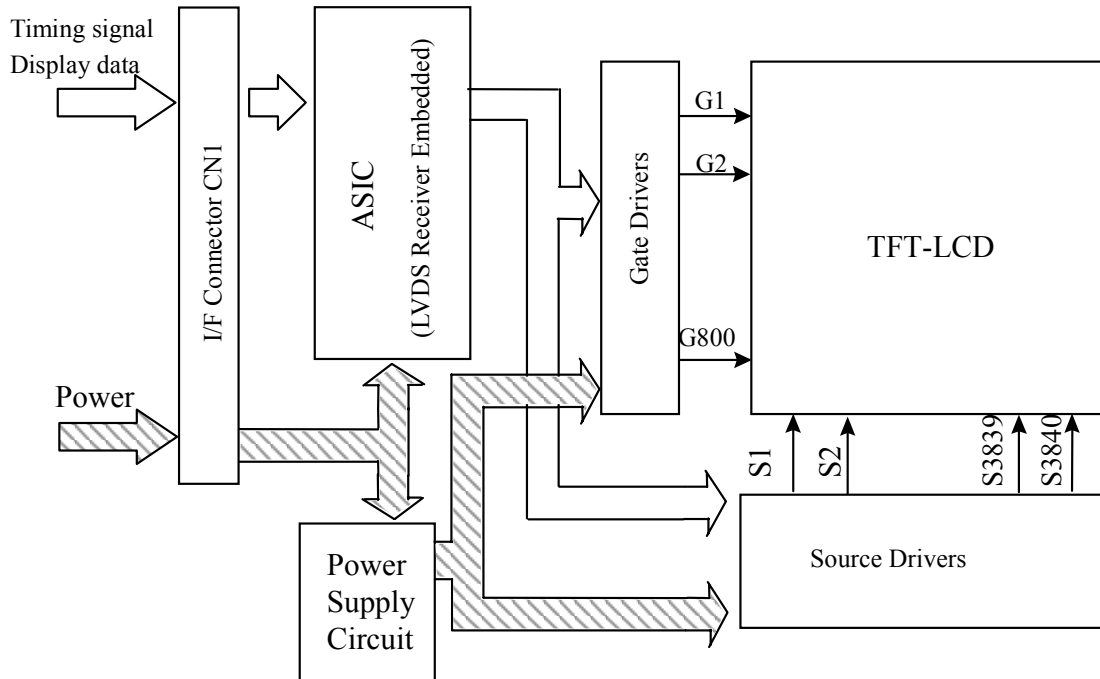 Timing signal
Display data
Power
I/F Connector CN1
ASIC
(LVDS Receiver Embedded)
Power
Supply
Circuit
Gate Drivers
G1
G2
G800
TFT-LCD
S1
S2
S3839
S3840
Source Drivers